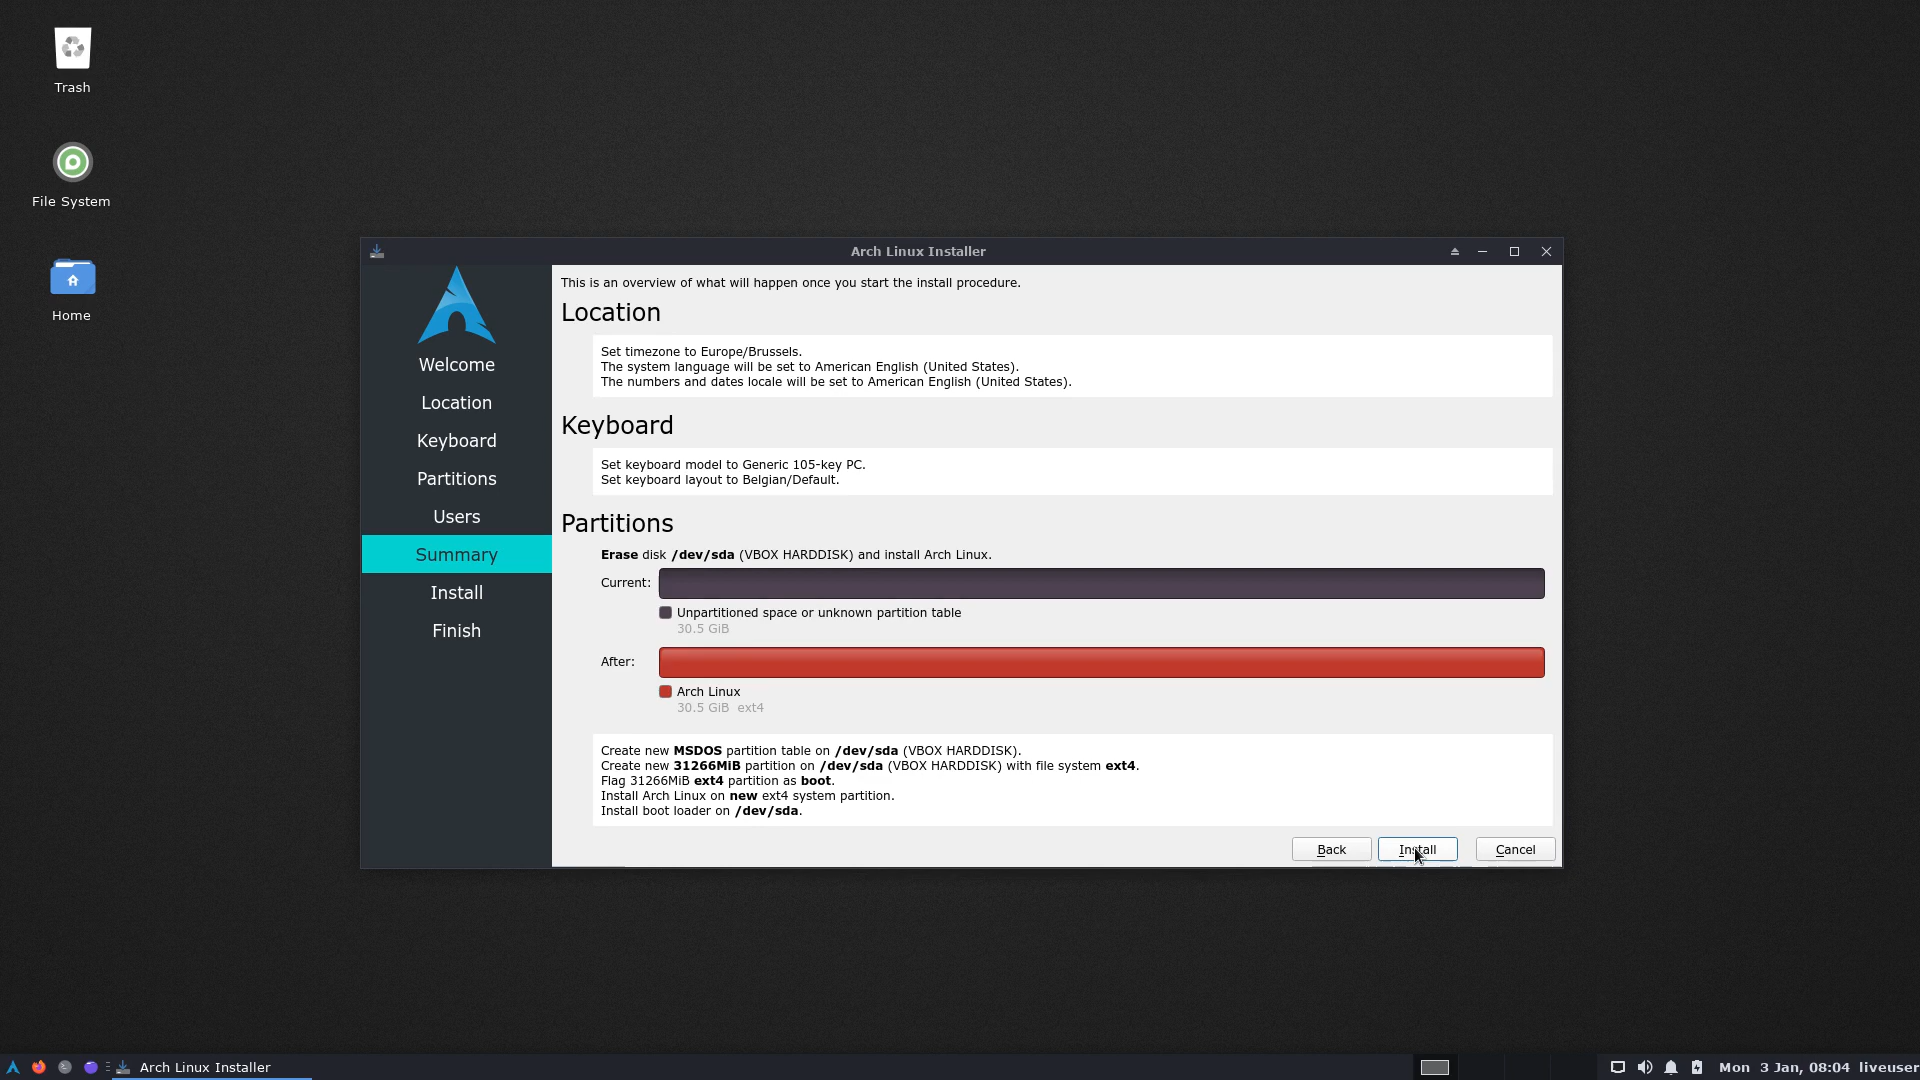 Trash
File System
Home
Arch Linux Installer
Welcome
Location
Keyboard
Partitions
Users
Summary
Install
Finish
This is an overview of what will happen once you start the install procedure.
Location
Set timezone to Europe/Brussels.
The system language will be set to American English (United States).
The numbers and dates locale will be set to American English (United States).
Keyboard
Set keyboard model to Generic 105-key PC.
Set keyboard layout to Belgian/Default.
Partitions
Erase disk /dev/sda (VBOX HARDDISK) and install Arch Linux.
Current:
Unpartitioned space or unknown partition table
30.5 GiB
After:
Arch Linux
30.5 GiB ext4
Create new MSDOS partition table on /dev/sda (VBOX HARDDISK).
Create new 31266MiB partition on /dev/sda (VBOX HARDDISK) with file system ext4.
Flag 31266MiB ext4 partition as boot.
Install Arch Linux on new ext4 system partition.
Install boot loader on /dev/sda.
Back Install Cancel
Arch Linux Installer
Mon 3 Jan, 08:04 liveuser